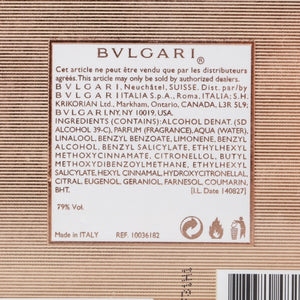 BVLGARI
Cet article ne peut être vendu que par les distributeurs
agréés. This article may only be sold by authorized dealers.
BVLGARI, Neuchâtel, SUISSE, Dist. par/by
BVLGARI ITALIA S.p.A., Roma, ITALIA; S.H.
KRIKORIAN Ltd., Markham, Ontario, CANADA, L3R 5L9;
BVLGARI, NY, NY 10019, USA.
INGREDIENTS (CONTAINS): ALCOHOL DENAT. (SD
ALCOHOL 39-C), PARFUM (FRAGRANCE), AQUA (WATER),
LINALOOL, BENZYL BENZOATE, LIMONENE, BENZYL
ALCOHOL, BENZYL SALICYLATE, ETHYLHEXYL
METHOXYCINNAMATE, CITRONELLOL, BUTYL
METHOXYDIBENZOYLMETHANE, ETHYLHEXYL
SALICYLATE, HEXYL CINNAMAL, HYDROXYCITRONELLAL,
CITRAL, EUGENOL, GERANIOL, FARNESOL, COUMARIN,
BHT. [I.L. Date 140827]
79% Vol.
Made in ITALY REF. 10036182